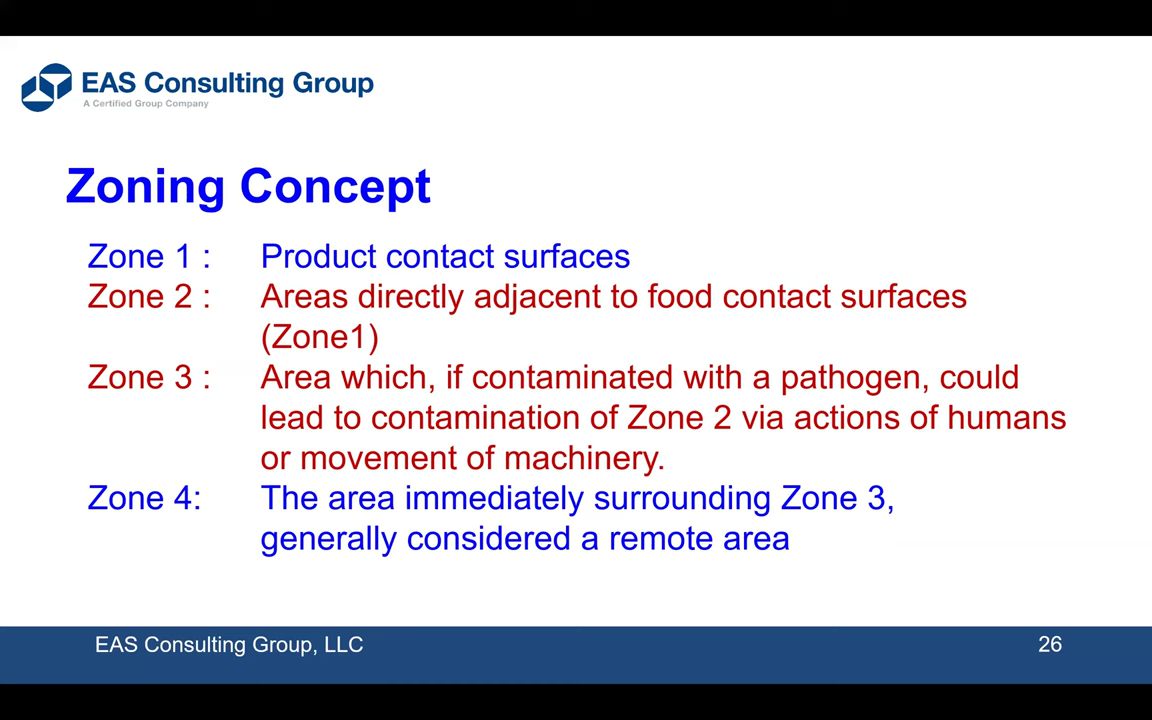 EAS Consulting Group
A Certified Group Company
Zoning Concept
Zone 1 : Product contact surfaces
Zone 2 : Areas directly adjacent to food contact surfaces
(Zone1)
Zone 3 : Area which, if contaminated with a pathogen, could
lead to contamination of Zone 2 via actions of humans
or movement of machinery.
Zone 4: The area immediately surrounding Zone 3,
generally considered a remote area
EAS Consulting Group, LLC 26